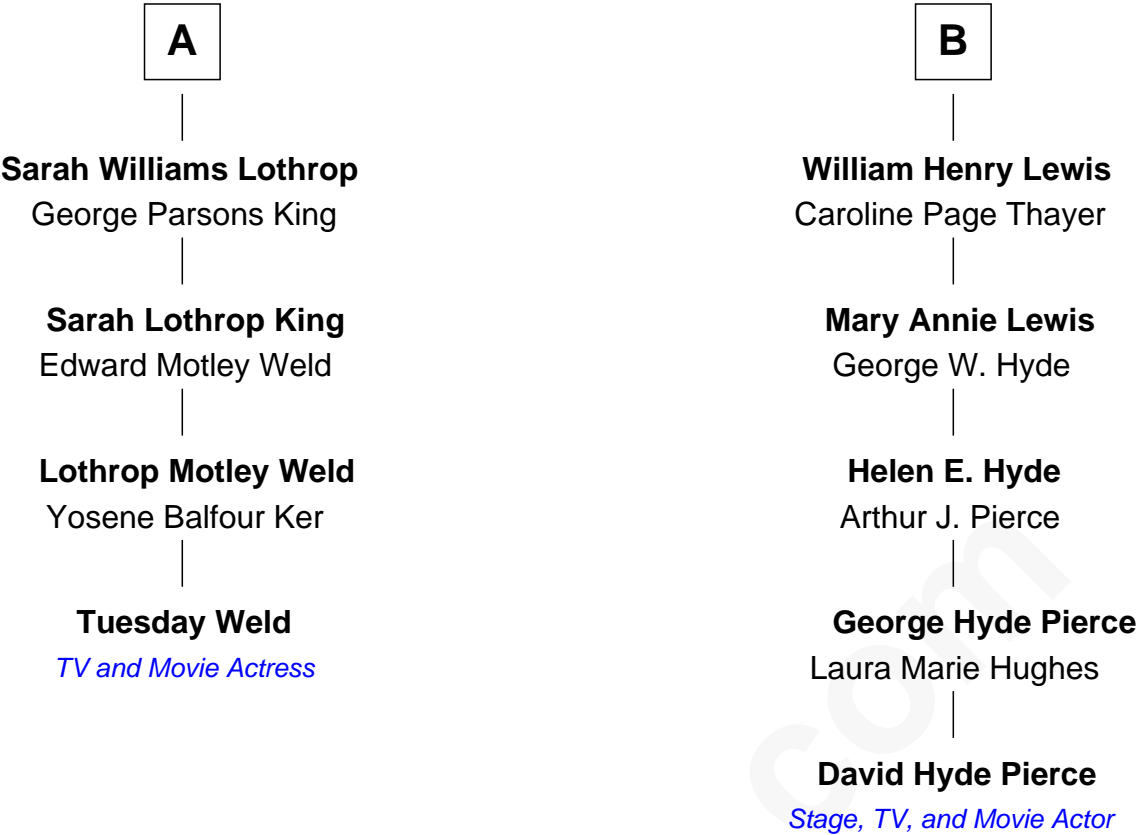 A
Sarah Williams Lothrop
George Parsons King
Sarah Lothrop King
Edward Motley Weld
Lothrop Motley Weld
Yosene Balfour Ker
Tuesday Weld
TV and Movie Actress
B
William Henry Lewis
Caroline Page Thayer
Mary Annie Lewis
George W. Hyde
Helen E. Hyde
Arthur J. Pierce
George Hyde Pierce
Laura Marie Hughes
David Hyde Pierce
Stage, TV, and Movie Actor
com